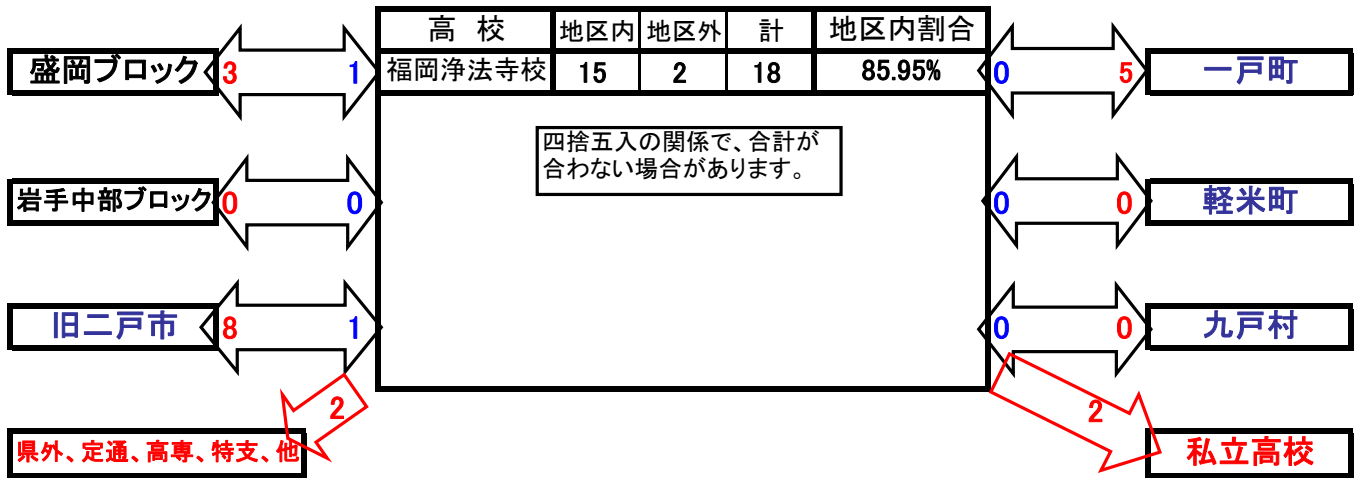 高 校 地区内 地区外 計 地区内割合
福岡浄法寺校 15 2 18 85.95%
四捨五入の関係で、合計が
合わない場合があります。
盛岡ブロック 3 1
0 5 一戸町
岩手中部ブロック 0 0
0 0 軽米町
旧二戸市 8 1
0 0 九戸村
2
県外、定通、高専、特支、他
2
私立高校